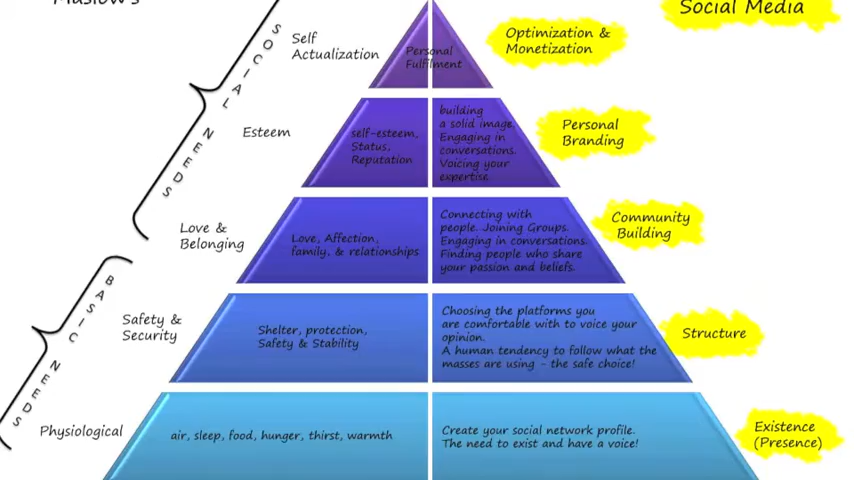 Maslow's
Social Media
SOCIAL NEEDS
Self
Actualization
Personal
Fulfilment
Optimization &
Monetization
Esteem
self-esteem,
Status,
Reputation
building
a solid image.
Engaging in
conversations.
Voicing your
expertise.
Personal
Branding
Love &
Belonging
Love, Affection,
family, & relationships
Connecting with
people. Joining Groups.
Engaging in conversations.
Finding people who share
your passion and beliefs.
Community
Building
BASIC NEEDS
Safety &
Security
Shelter, protection,
Safety & Stability
Choosing the platforms you
are comfortable with to voice your
opinion.
A human tendency to follow what the
masses are using - the safe choice!
Structure
Physiological
air, sleep, food, hunger, thirst, warmth
Create your social network profile.
The need to exist and have a voice!
Existence
(Presence)